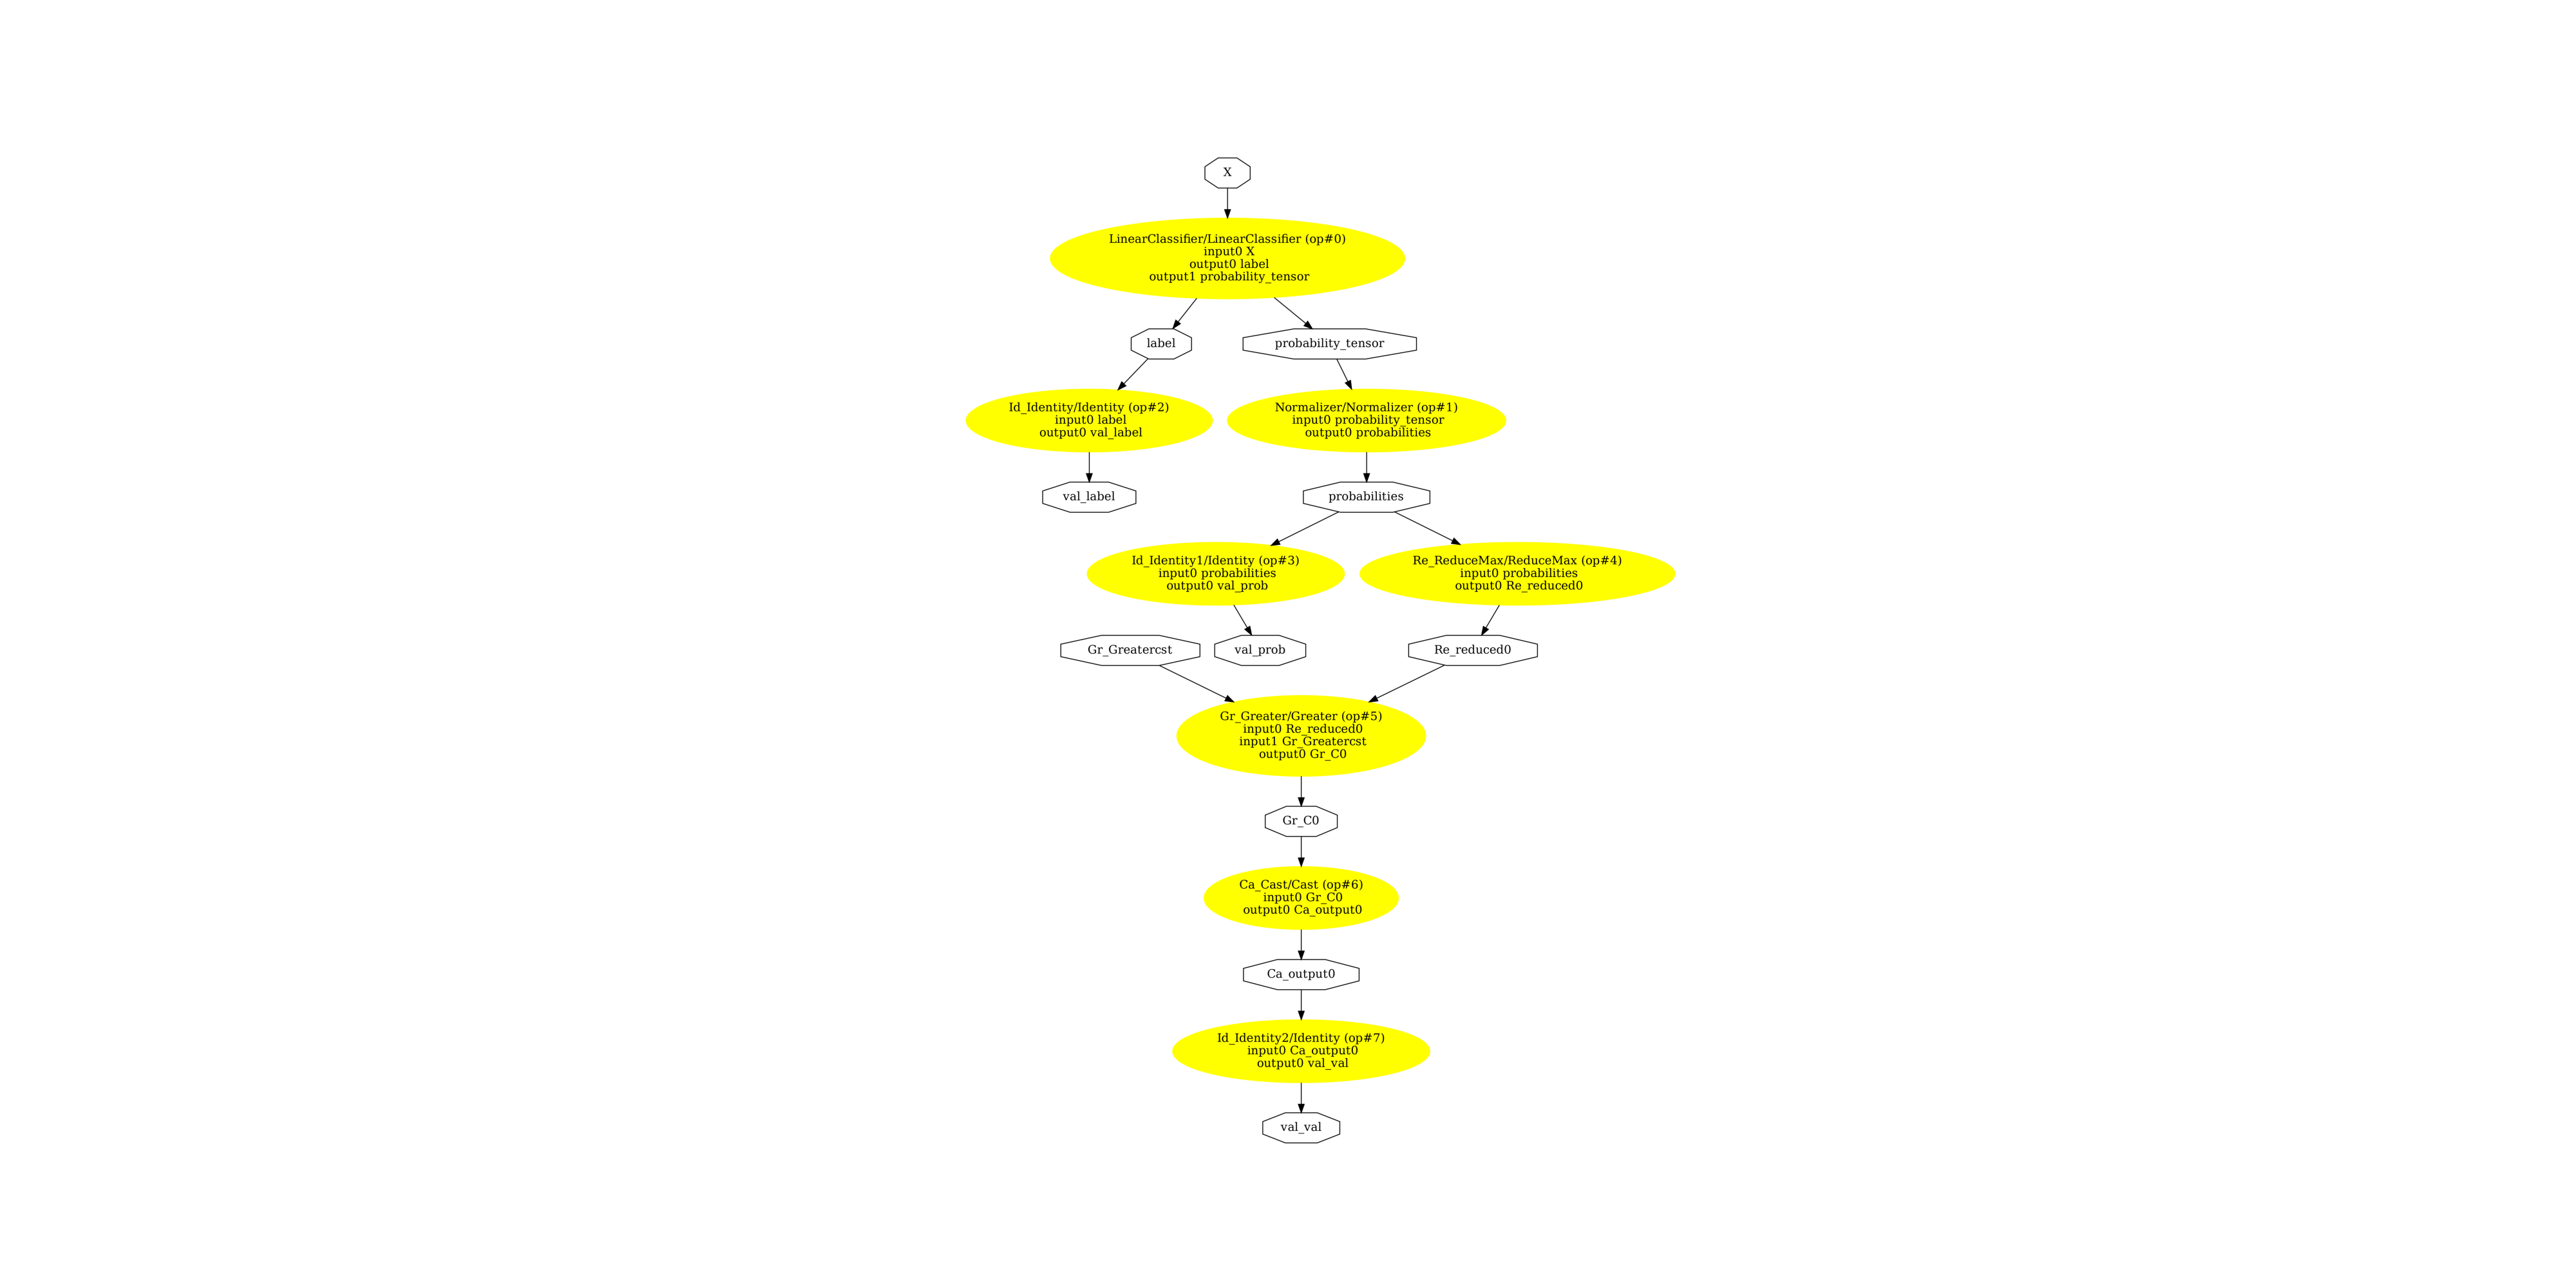 X
LinearClassifier/LinearClassifier (op#0)
input0 X
output0 label
output1 probability_tensor
label
probability_tensor
Id_Identity/Identity (op#2)
input0 label
output0 val_label
Normalizer/Normalizer (op#1)
input0 probability_tensor
output0 probabilities
val_label
probabilities
Id_Identity1/Identity (op#3)
input0 probabilities
output0 val_prob
Re_ReduceMax/ReduceMax (op#4)
input0 probabilities
output0 Re_reduced0
Gr_Greatercst
val_prob
Re_reduced0
Gr_Greater/Greater (op#5)
input0 Re_reduced0
input1 Gr_Greatercst
output0 Gr_C0
Gr_C0
Ca_Cast/Cast (op#6)
input0 Gr_C0
output0 Ca_output0
Ca_output0
Id_Identity2/Identity (op#7)
input0 Ca_output0
output0 val_val
val_val